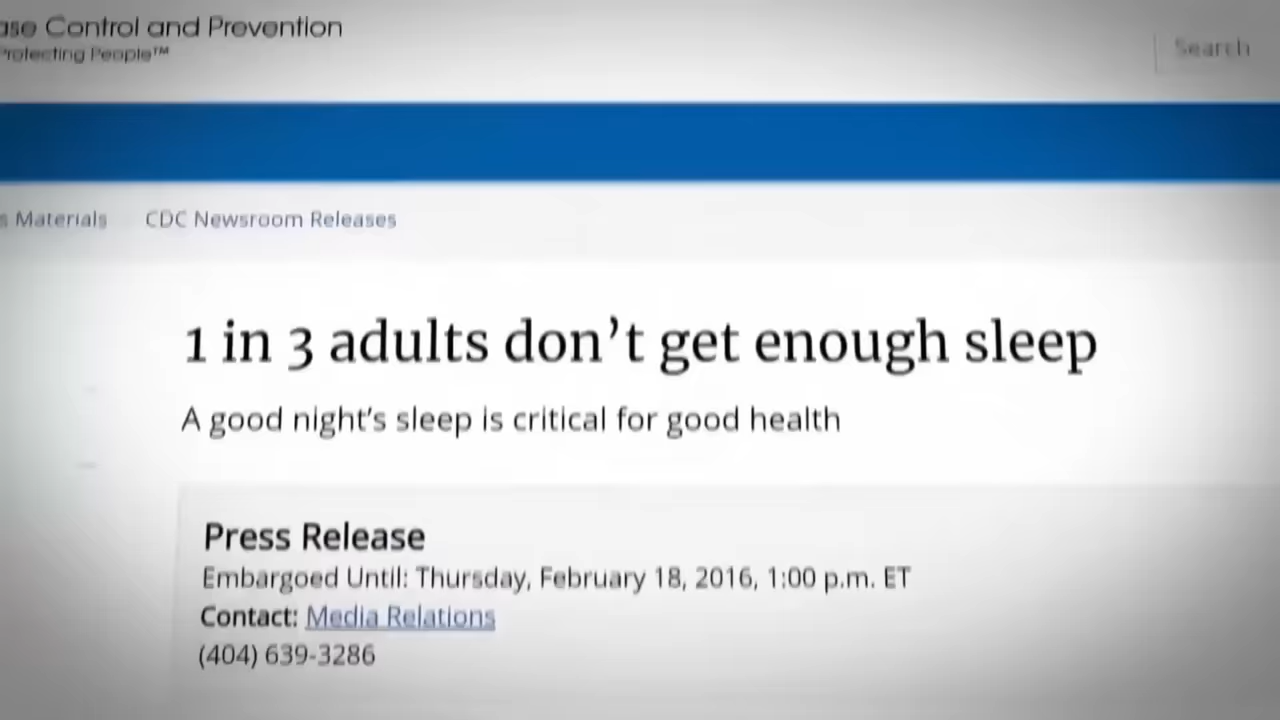 ase Control and Prevention
Protecting People™
Search
s Materials CDC Newsroom Releases
1 in 3 adults don’t get enough sleep
A good night’s sleep is critical for good health
Press Release
Embargoed Until: Thursday, February 18, 2016, 1:00 p.m. ET
Contact: Media Relations
(404) 639-3286